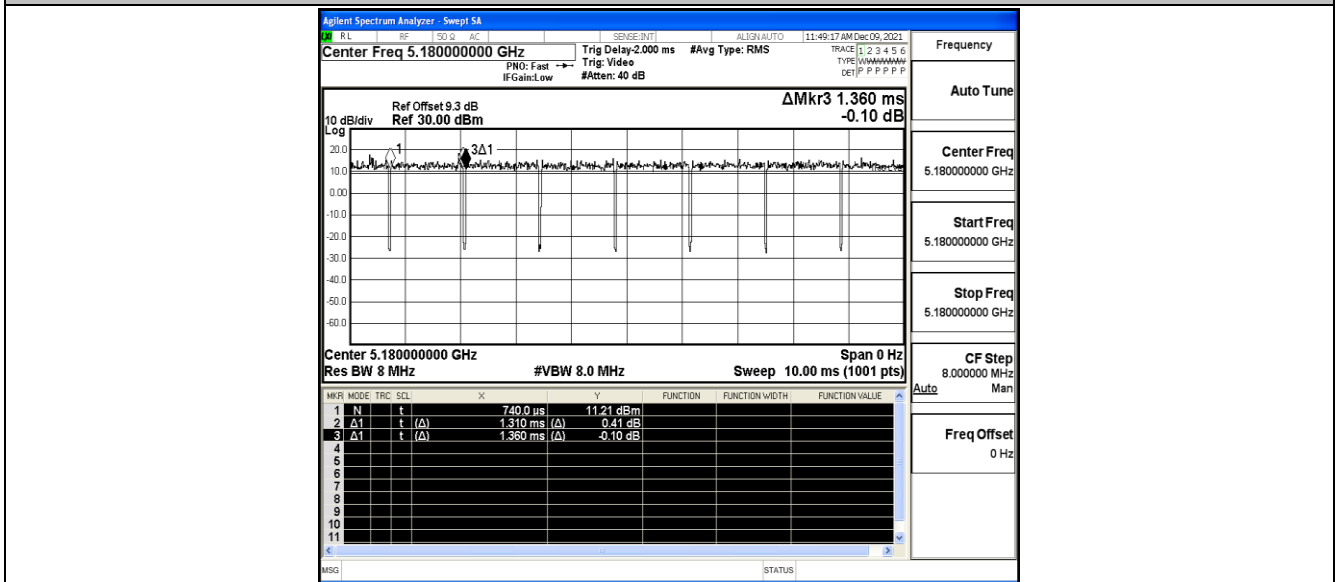 Agilent Spectrum Analyzer - Swept SA
RL RF 50 Ω AC SENSE:INT ALIGNAUTO 11:49:17 AM Dec 09, 2021
Center Freq 5.180000000 GHz
PNO: Fast
IFGain:Low
Trig Delay-2.000 ms
Trig: Video
#Atten: 40 dB
#Avg Type: RMS
TRACE 1 2 3 4 5 6
TYPE
DET P P P P P P
ΔMkr3 1.360 ms
-0.10 dB
Ref Offset 9.3 dB
10 dB/div Ref 30.00 dBm
Log
20.0
10.0
0.00
-10.0
-20.0
-30.0
-40.0
-50.0
-60.0
1
3Δ1
Center 5.180000000 GHz Span 0 Hz
Res BW 8 MHz #VBW 8.0 MHz Sweep 10.00 ms (1001 pts)
MKR MODE TRC SCL X Y FUNCTION FUNCTION WIDTH FUNCTION VALUE
1 N t 740.0 µs 11.21 dBm
2 Δ1 t (Δ) 1.310 ms (Δ) 0.41 dB
3 Δ1 t (Δ) 1.360 ms (Δ) -0.10 dB
4
5
6
7
8
9
10
11
MSG STATUS
Frequency
Auto Tune
Center Freq
5.180000000 GHz
Start Freq
5.180000000 GHz
Stop Freq
5.180000000 GHz
CF Step
8.000000 MHz
Auto Man
Freq Offset
0 Hz